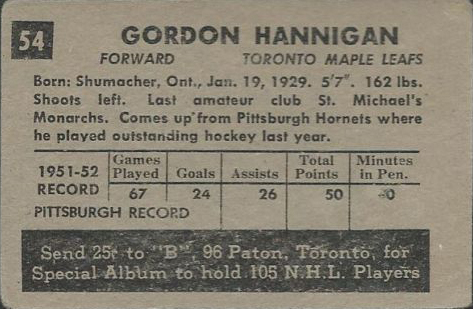 54
GORDON HANNIGAN
FORWARD TORONTO MAPLE LEAFS
Born: Shumacher, Ont., Jan. 19, 1929. 5'7". 162 lbs.
Shoots left. Last amateur club St. Michael's
Monarchs. Comes up from Pittsburgh Hornets where
he played outstanding hockey last year.
1951-52 Games Goals Assists Total Minutes
RECORD Played Points in Pen.
67 24 26 50 0
PITTSBURGH RECORD
Send 25¢ to "B", 96 Paton, Toronto, for
Special Album to hold 105 N.H.L. Players